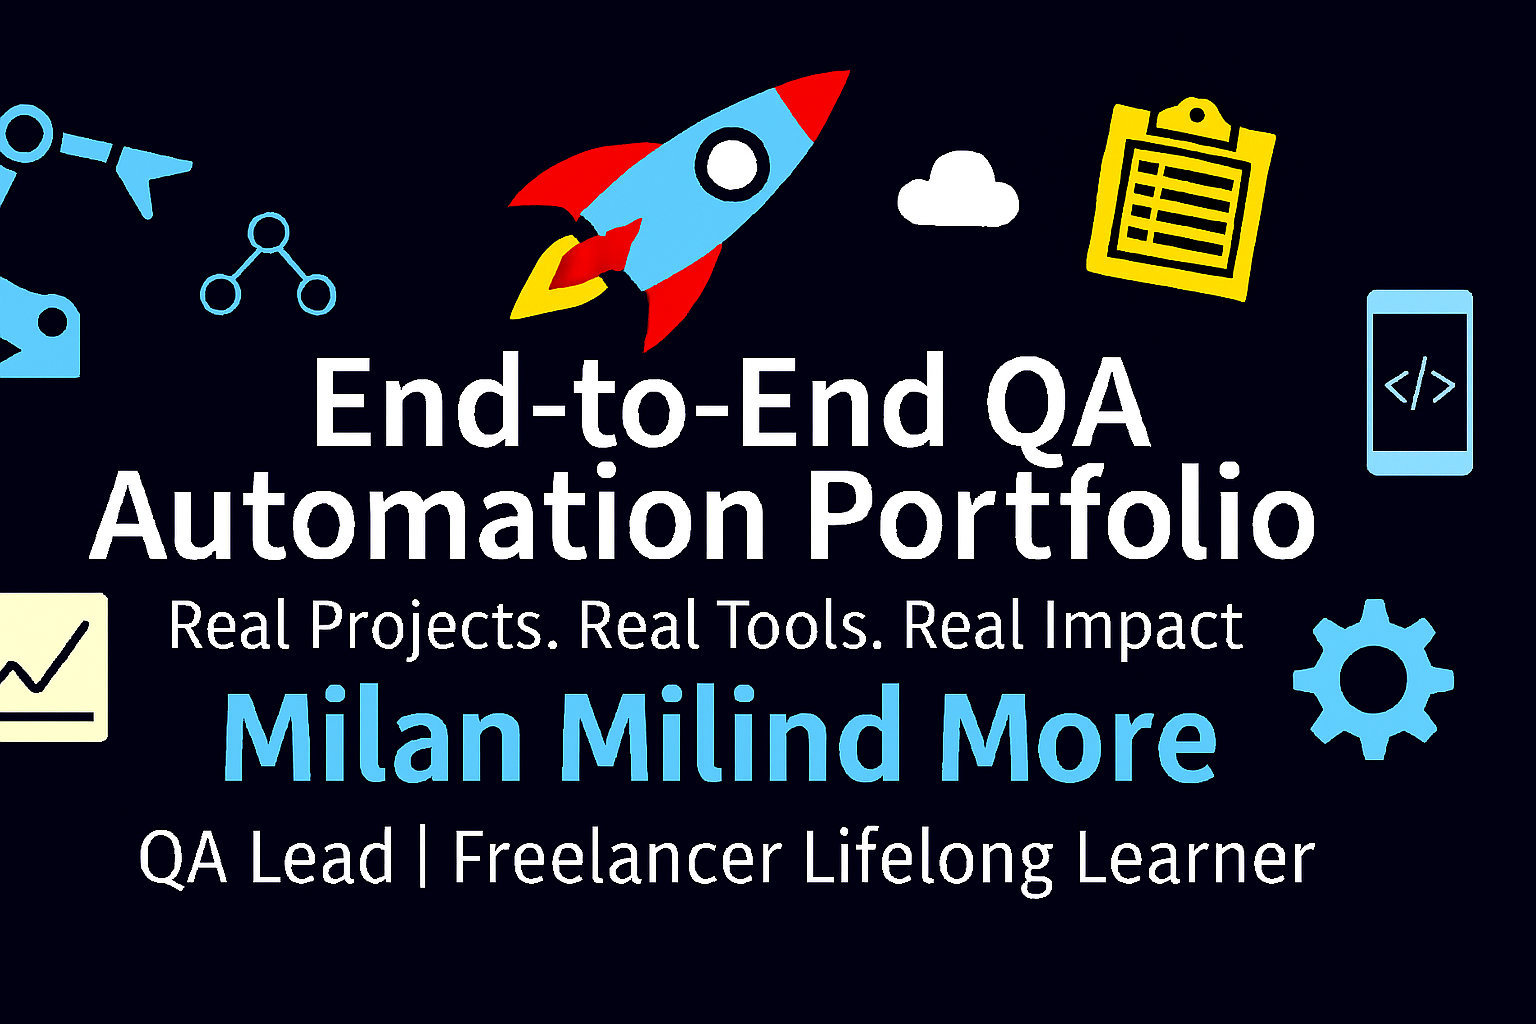 End-to-End QA
Automation Portfolio
Real Projects. Real Tools. Real Impact
Milan Milind More
QA Lead | Freelancer Lifelong Learner
</>